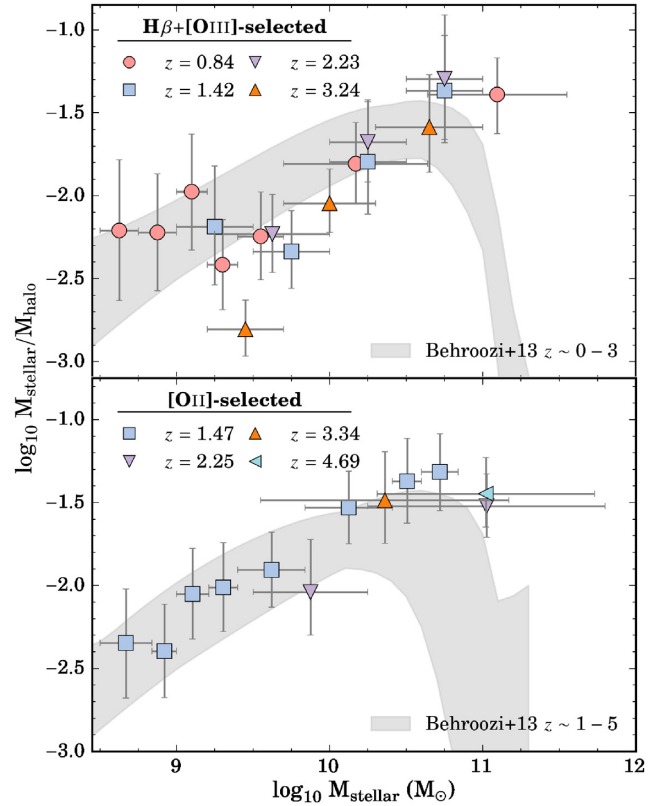 Hβ+[OIII]-selected
z = 0.84
z = 2.23
z = 1.42
z = 3.24
−1.0
−1.5
−2.0
−2.5
−3.0
Behroozi+13 z ~ 0 − 3
log₁₀ Mstellar/Mhalo
[OII]-selected
z = 1.47
z = 3.34
z = 2.25
z = 4.69
−1.0
−1.5
−2.0
−2.5
−3.0
Behroozi+13 z ~ 1 − 5
9 10 11 12
log₁₀ Mstellar (M⊙)